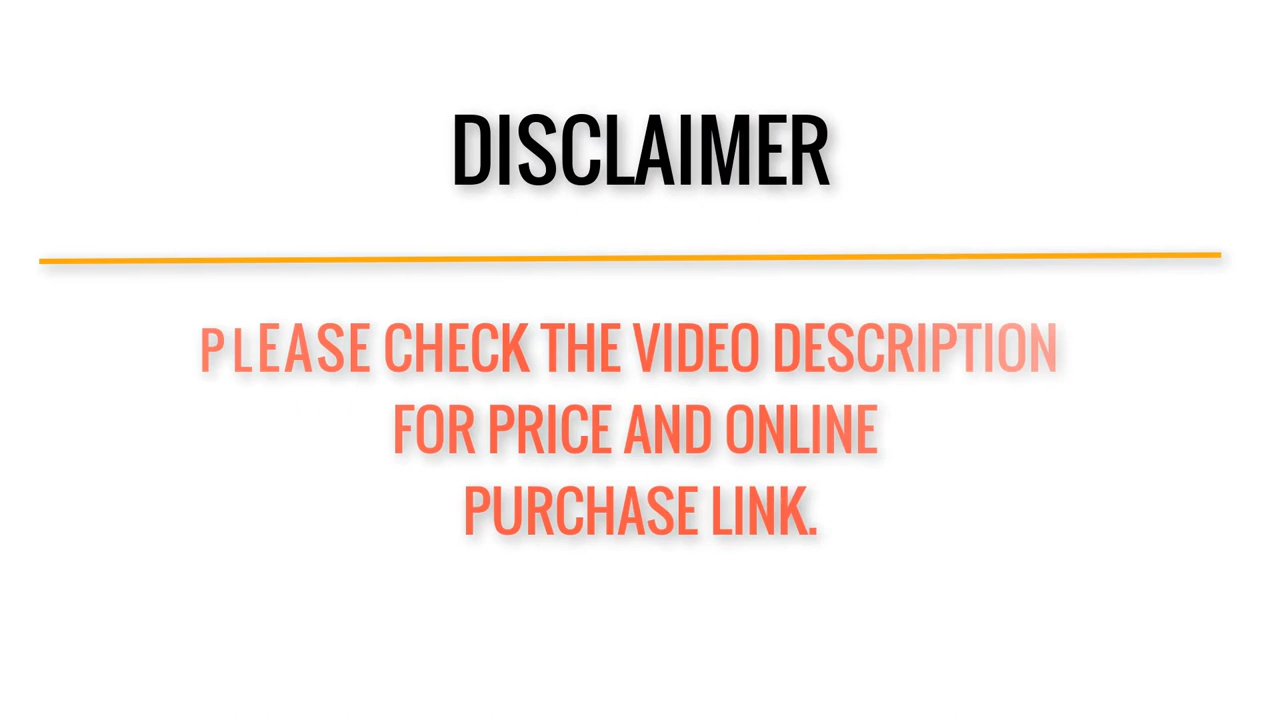 DISCLAIMER
PLEASE CHECK THE VIDEO DESCRIPTION
FOR PRICE AND ONLINE
PURCHASE LINK.